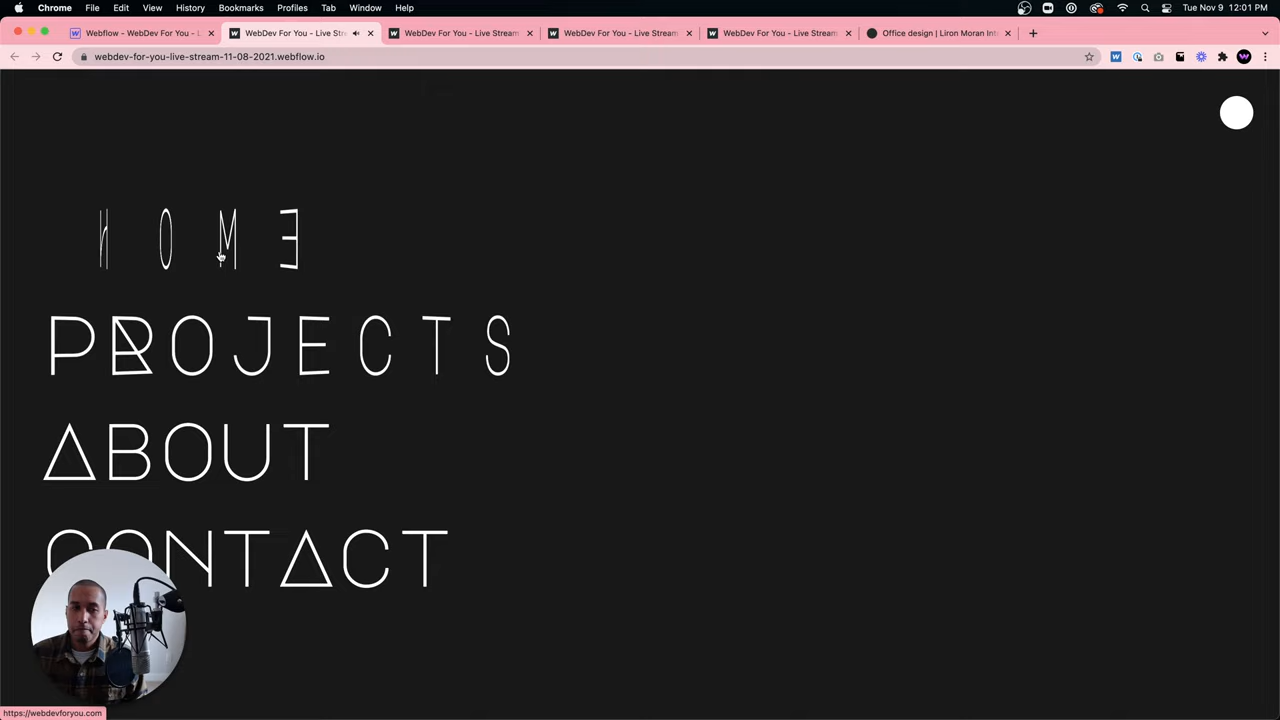 Chrome File Edit View History Bookmarks Profiles Tab Window Help Tue Nov 9 12:01 PM
Webflow - WebDev For You - L WebDev For You - Live Stre WebDev For You - Live Stream WebDev For You - Live Stream WebDev For You - Live Stream Office design | Liron Moran Int
webdev-for-you-live-stream-11-08-2021.webflow.io
HOME
PROJECTS
ABOUT
CONTACT
https://webdevforyou.com